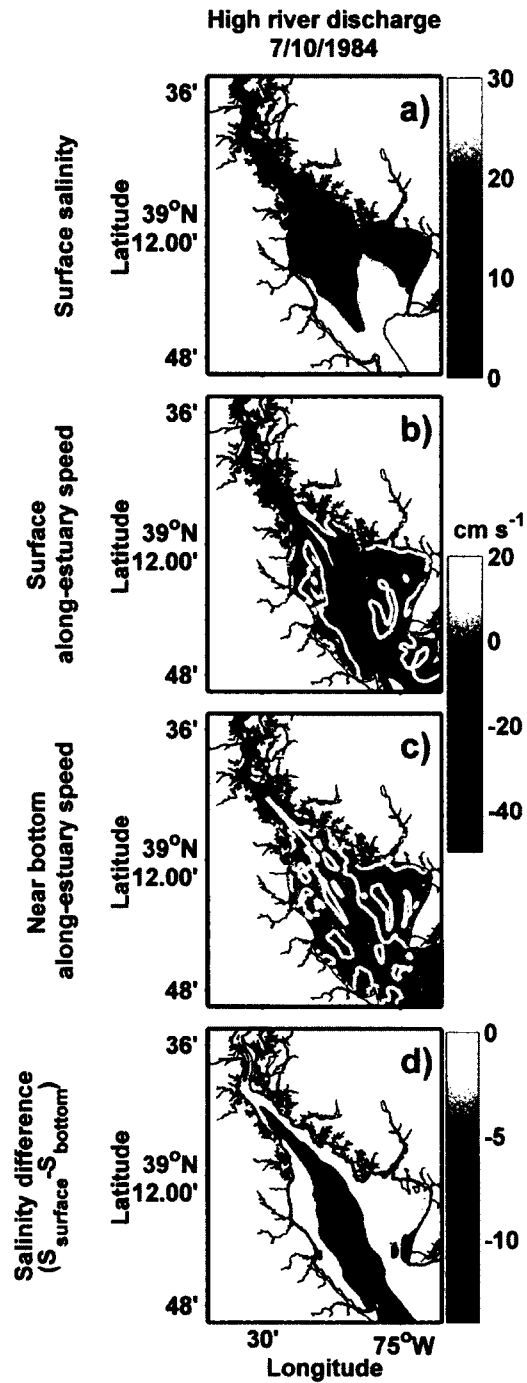 High river discharge
7/10/1984
Surface salinity
Latitude
36'
39°N
12.00'
48'
a)
30
20
10
0
Surface
along-estuary speed
Latitude
36'
39°N
12.00'
48'
b)
cm s-1
20
0
-20
-40
Near bottom
along-estuary speed
Latitude
36'
39°N
12.00'
48'
c)
Salinity difference
(Ssurface-Sbottom)
Latitude
36'
39°N
12.00'
48'
d)
0
-5
-10
30'
75°W
Longitude